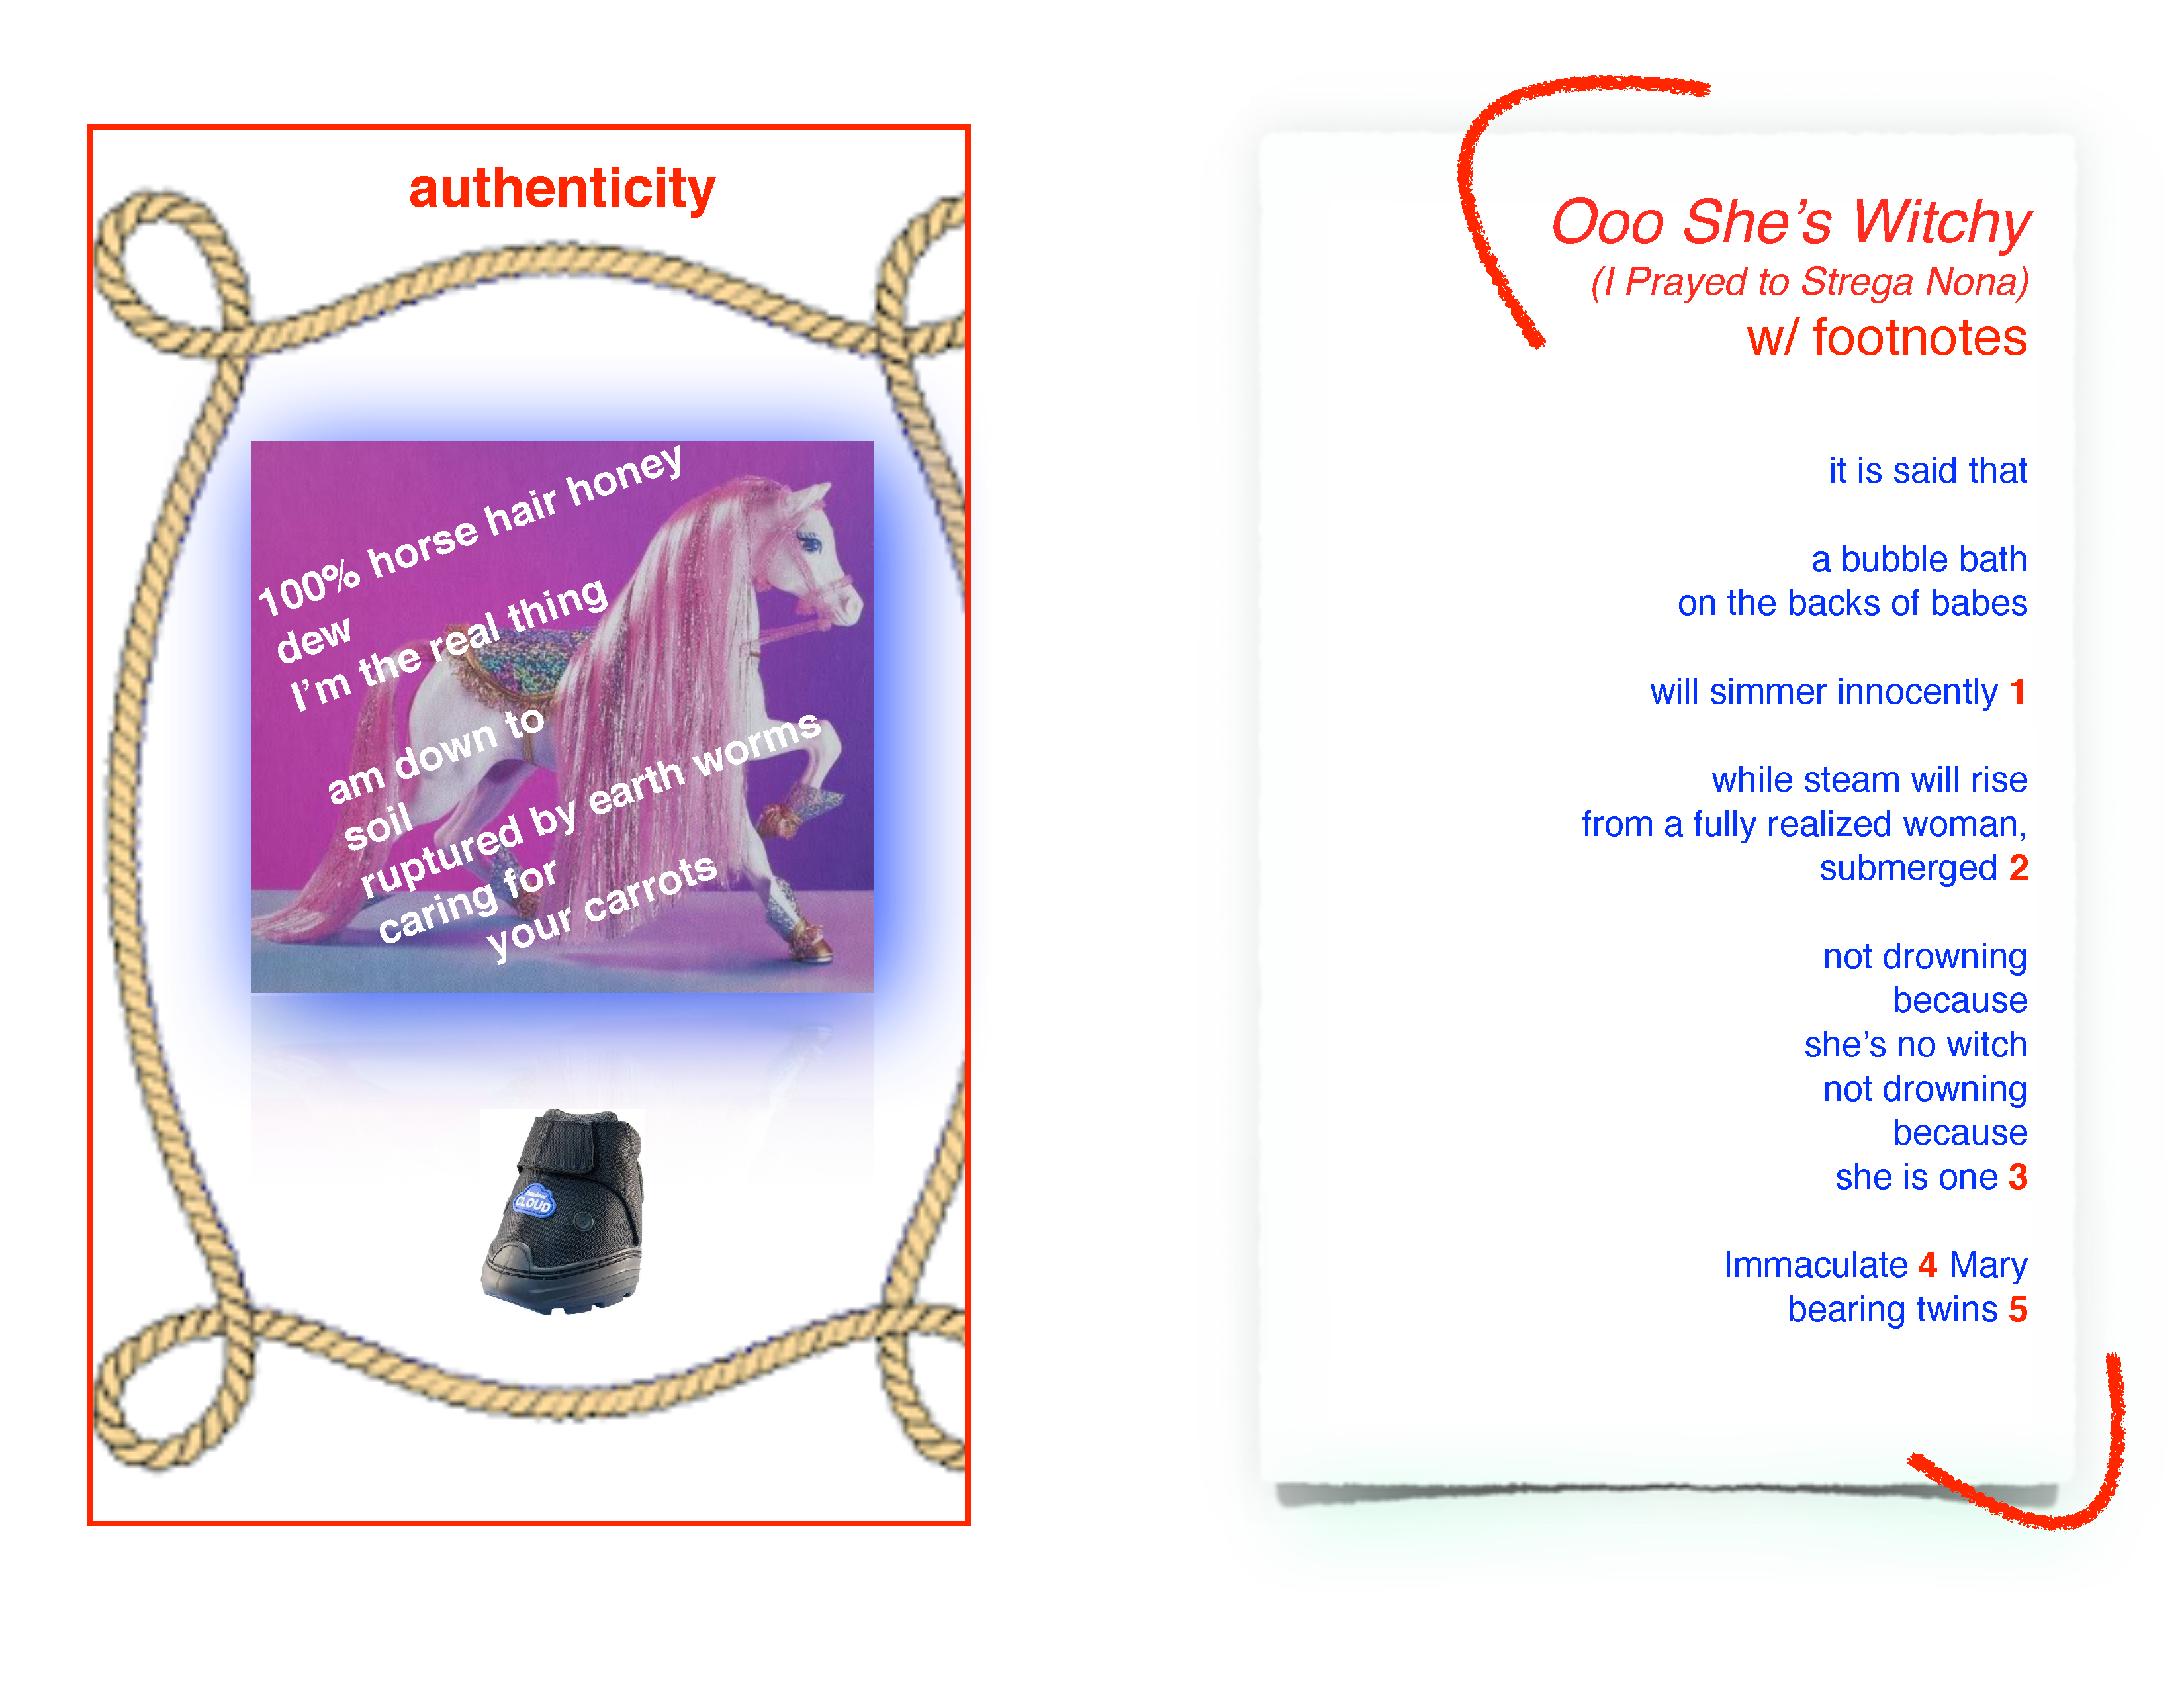 authenticity
100% horse hair honey
dew
I'm the real thing
am down to
soil
ruptured by earth worms
caring for
your carrots
CLOUD
Ooo She's Witchy
(I Prayed to Strega Nona)
w/ footnotes
it is said that
a bubble bath
on the backs of babes
will simmer innocently 1
while steam will rise
from a fully realized woman,
submerged 2
not drowning
because
she's no witch
not drowning
because
she is one 3
Immaculate 4 Mary
bearing twins 5